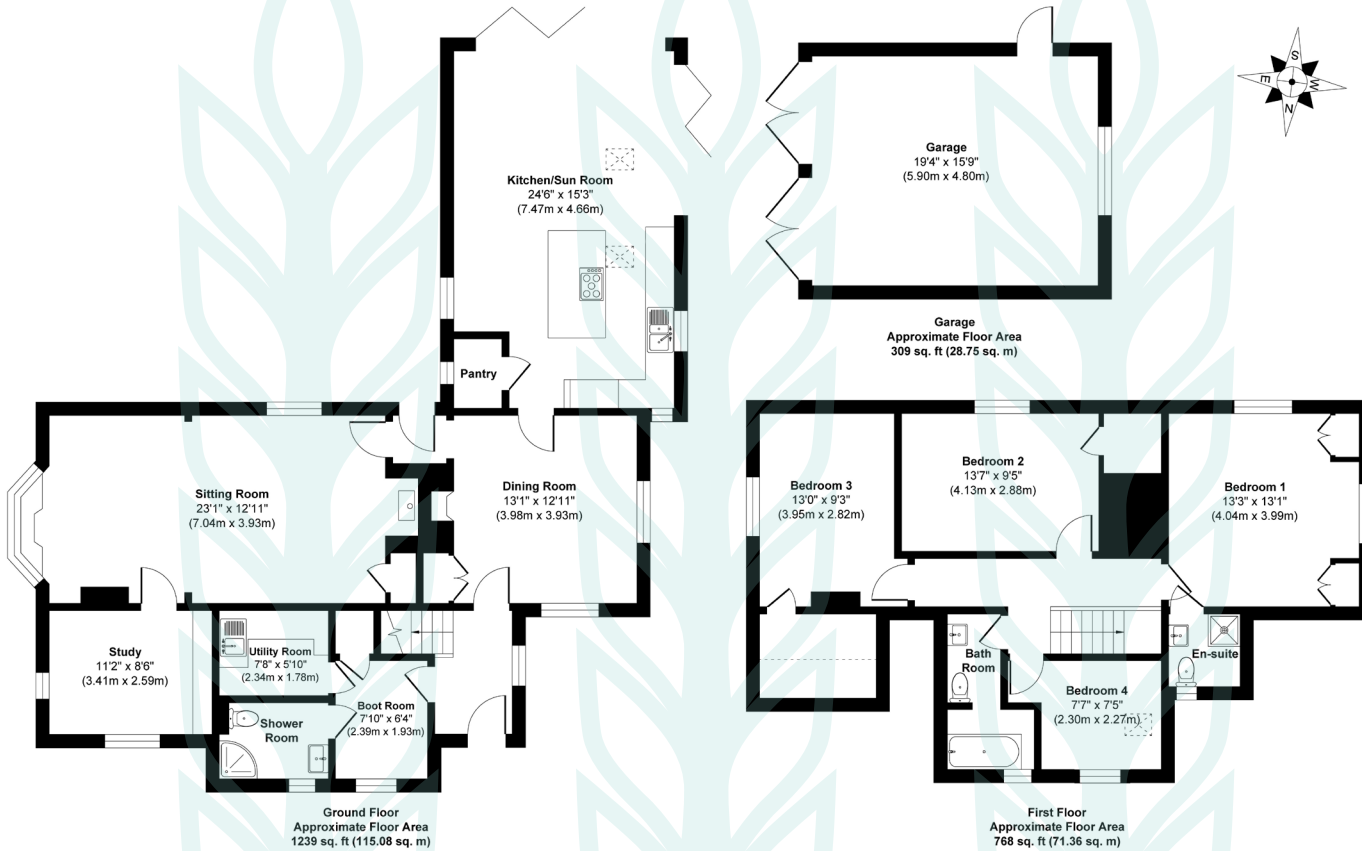 Kitchen/Sun Room
24'6" x 15'3"
(7.47m x 4.66m)
Pantry
Garage
19'4" x 15'9"
(5.90m x 4.80m)
S
E
W
N
Garage
Approximate Floor Area
309 sq. ft (28.75 sq. m)
Sitting Room
23'1" x 12'11"
(7.04m x 3.93m)
Dining Room
13'1" x 12'11"
(3.98m x 3.93m)
Study
11'2" x 8'6"
(3.41m x 2.59m)
Utility Room
7'8" x 5'10"
(2.34m x 1.78m)
Shower
Room
Boot Room
7'10" x 6'4"
(2.39m x 1.93m)
Ground Floor
Approximate Floor Area
1239 sq. ft (115.08 sq. m)
Bedroom 3
13'0" x 9'3"
(3.95m x 2.82m)
Bedroom 2
13'7" x 9'5"
(4.13m x 2.88m)
Bedroom 1
13'3" x 13'1"
(4.04m x 3.99m)
Bath
Room
En-suite
Bedroom 4
7'7" x 7'5"
(2.30m x 2.27m)
First Floor
Approximate Floor Area
768 sq. ft (71.36 sq. m)